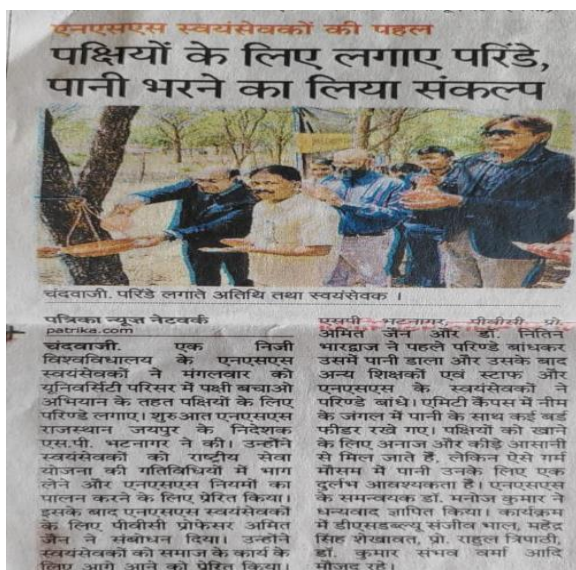 एनएसएस स्वयंसेवकों की पहल
पक्षियों के लिए लगाए परिंडे,
पानी भरने का लिया संकल्प
चंदवाजी. परिंडे लगाते अतिथि तथा स्वयंसेवक ।
पत्रिका न्यूज नेटवर्क
patrika.com
चंदवाजी. एक निजी
विश्वविधालय के एनएसएस
स्वयंसेवकों ने मंगलवार को
यूनिवर्सिटी परिसर में पक्षी बचाओ
अभियान के तहत पक्षियों के लिए
परिण्डे लगाए। शुरुआत एनएसएस
राजस्थान जयपुर के निदेशक
एस.पी. भटनागर ने की। उन्होंने
स्वयंसेवकों को राष्ट्रीय सेवा
योजना की गतिविधियों में भाग
लेने और एनएसएस नियमों का
पालन करने के लिए प्रेरित किया।
इसके बाद एनएसएस स्वयंसेवकों
के लिए पीवीसी प्रोफेसर अमित
जैन ने संबोधन दिया। उन्होंने
स्वयंसेवकों को समाज के कार्य के
लिए आगे आने को प्रेरित किया।
एसपी भटनागर, पीवीसी प्रो.
अमित जैन और डॉ. नितिन
भारद्वाज ने पहले परिण्डे बांधकर
उसमें पानी डाला और उसके बाद
अन्य शिक्षकों एवं स्टाफ और
एनएसएस के स्वयंसेवकों ने
परिण्डे बांधे। एमिटी कैंपस में नीम
के जंगल में पानी के साथ कई बर्ड
फीडर रखे गए। पक्षियों को खाने
के लिए अनाज और कीड़े आसानी
से मिल जाते हैं, लेकिन ऐसे गर्म
मौसम में पानी उनके लिए एक
दुर्लभ आवश्यकता है। एनएसएस
के समन्वयक डॉ. मनोज कुमार ने
धन्यवाद ज्ञापित किया। कार्यक्रम
में डीएसडब्ल्यू संजीव भाल, महेंद्र
सिंह शेखावत, प्रो. राहुल त्रिपाठी,
डॉ. कुमार संभव वर्मा आदि
मौजूद रहे।